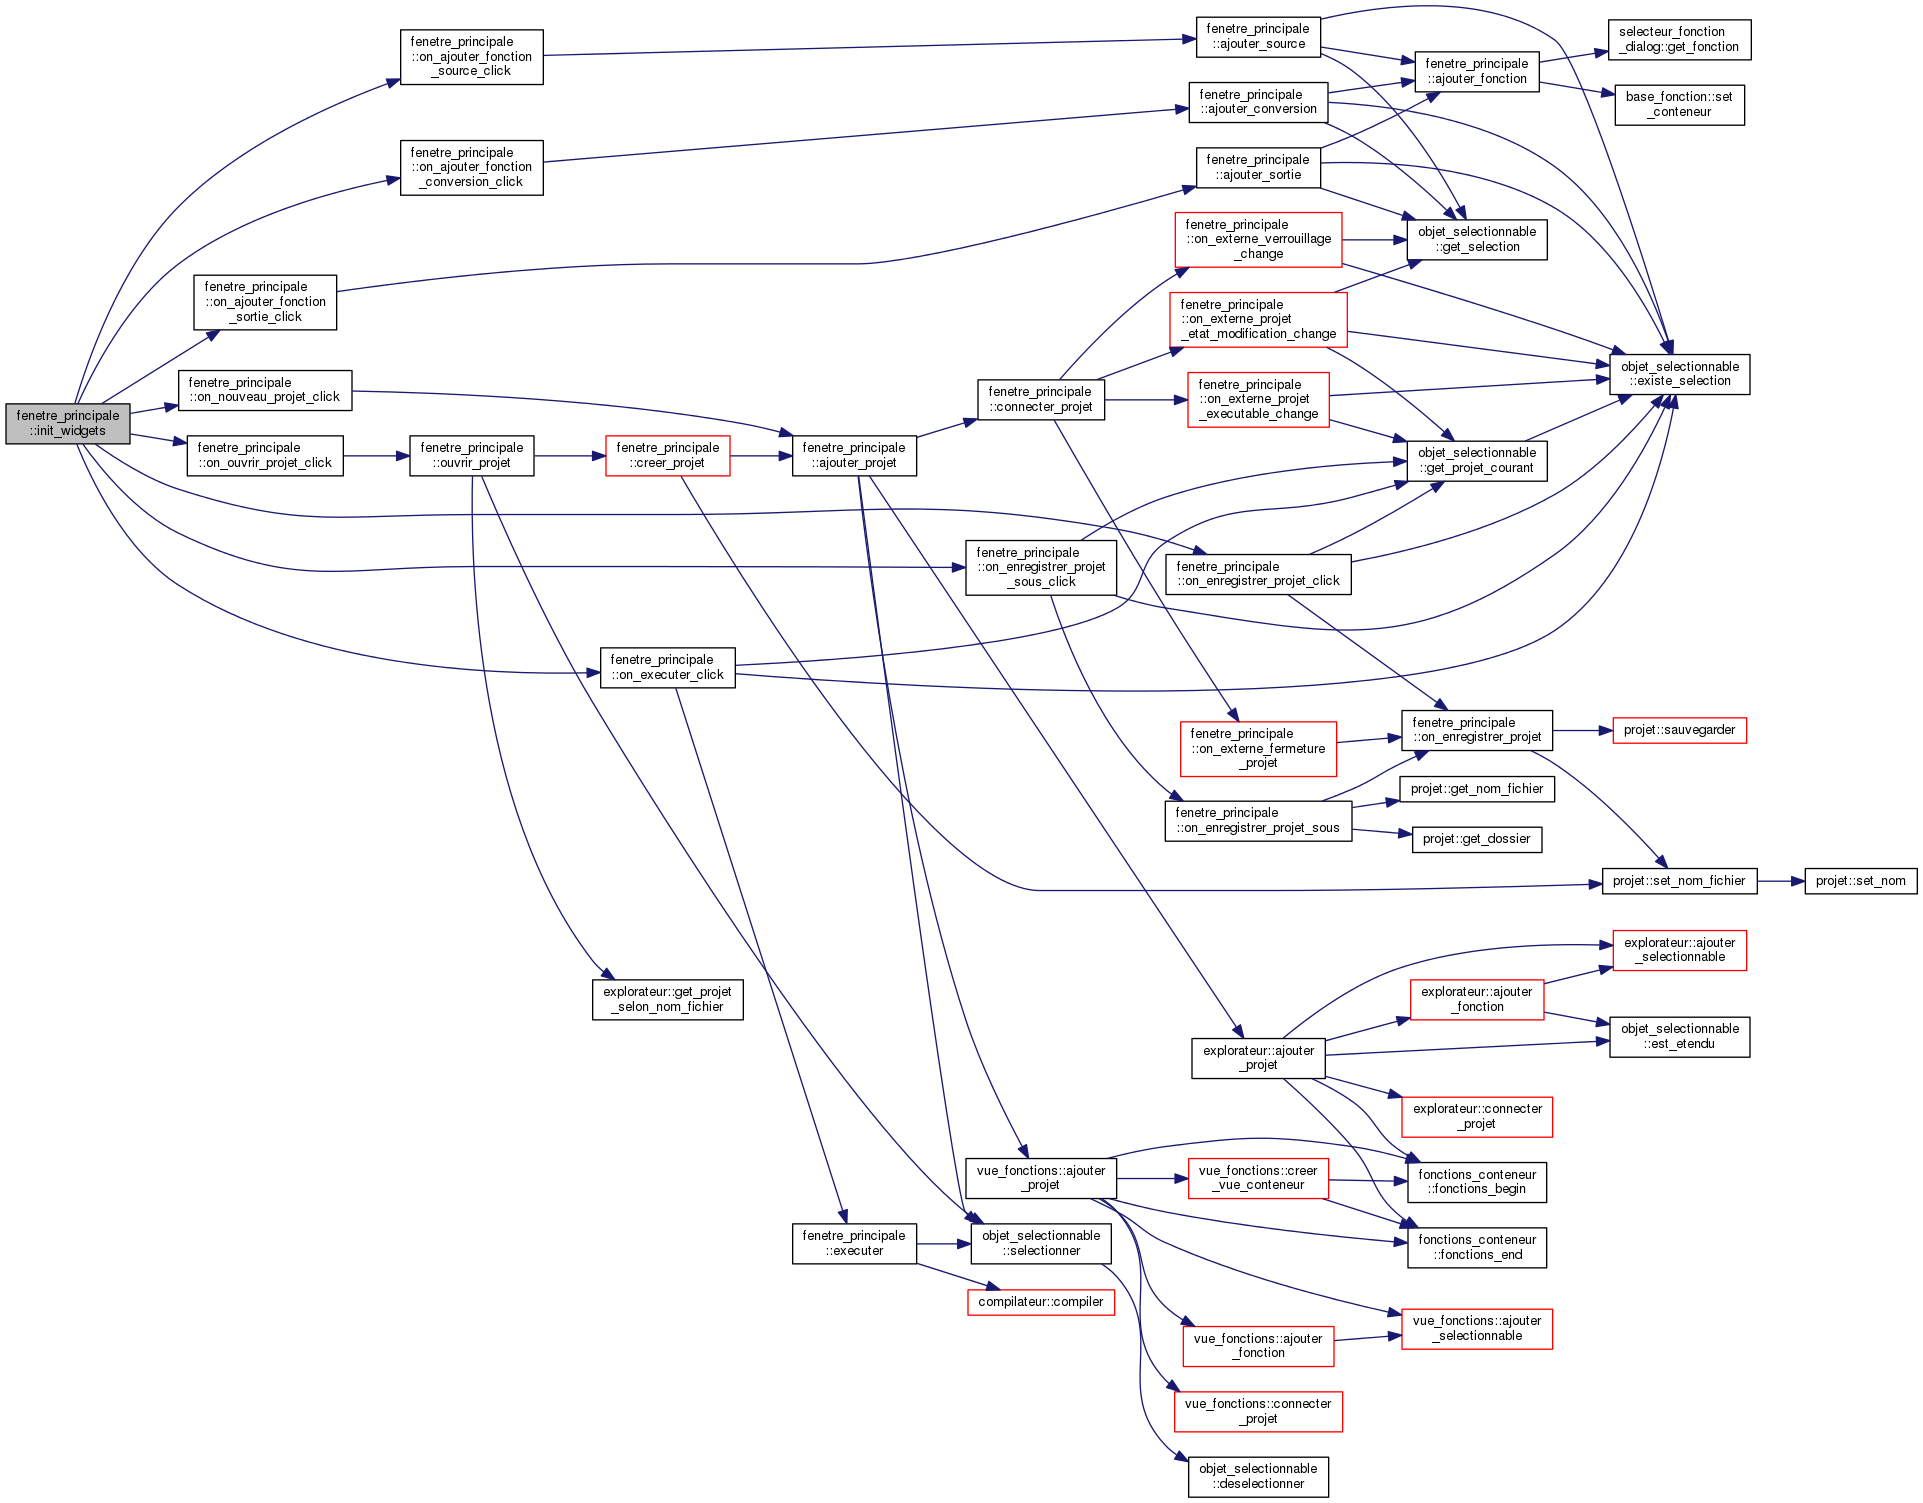 fenetre_principale
::init_widgets
fenetre_principale
::on_ajouter_fonction
_source_click
fenetre_principale
::on_ajouter_fonction
_conversion_click
fenetre_principale
::on_ajouter_fonction
_sortie_click
fenetre_principale
::on_nouveau_projet_click
fenetre_principale
::on_ouvrir_projet_click
fenetre_principale
::ouvrir_projet
fenetre_principale
::creer_projet
fenetre_principale
::ajouter_projet
fenetre_principale
::on_executer_click
explorateur::get_projet
_selon_nom_fichier
fenetre_principale
::executer
fenetre_principale
::connecter_projet
fenetre_principale
::on_enregistrer_projet
_sous_click
vue_fonctions::ajouter
_projet
objet_selectionnable
::selectionner
compilateur::compiler
fenetre_principale
::ajouter_source
fenetre_principale
::ajouter_conversion
fenetre_principale
::ajouter_sortie
fenetre_principale
::on_externe_verrouillage
_change
fenetre_principale
::on_externe_projet
_etat_modification_change
fenetre_principale
::on_externe_projet
_executable_change
fenetre_principale
::on_enregistrer_projet_click
fenetre_principale
::on_externe_fermeture
_projet
fenetre_principale
::on_enregistrer_projet_sous
explorateur::ajouter
_projet
vue_fonctions::creer
_vue_conteneur
vue_fonctions::ajouter
_fonction
vue_fonctions::connecter
_projet
objet_selectionnable
::deselectionner
fenetre_principale
::ajouter_fonction
objet_selectionnable
::get_selection
objet_selectionnable
::get_projet_courant
fenetre_principale
::on_enregistrer_projet
projet::get_nom_fichier
projet::get_dossier
explorateur::ajouter
_fonction
explorateur::connecter
_projet
fonctions_conteneur
::fonctions_begin
fonctions_conteneur
::fonctions_end
vue_fonctions::ajouter
_selectionnable
selecteur_fonction
_dialog::get_fonction
base_fonction::set
_conteneur
objet_selectionnable
::existe_selection
projet::sauvegarder
projet::set_nom_fichier
explorateur::ajouter
_selectionnable
objet_selectionnable
::est_etendu
projet::set_nom